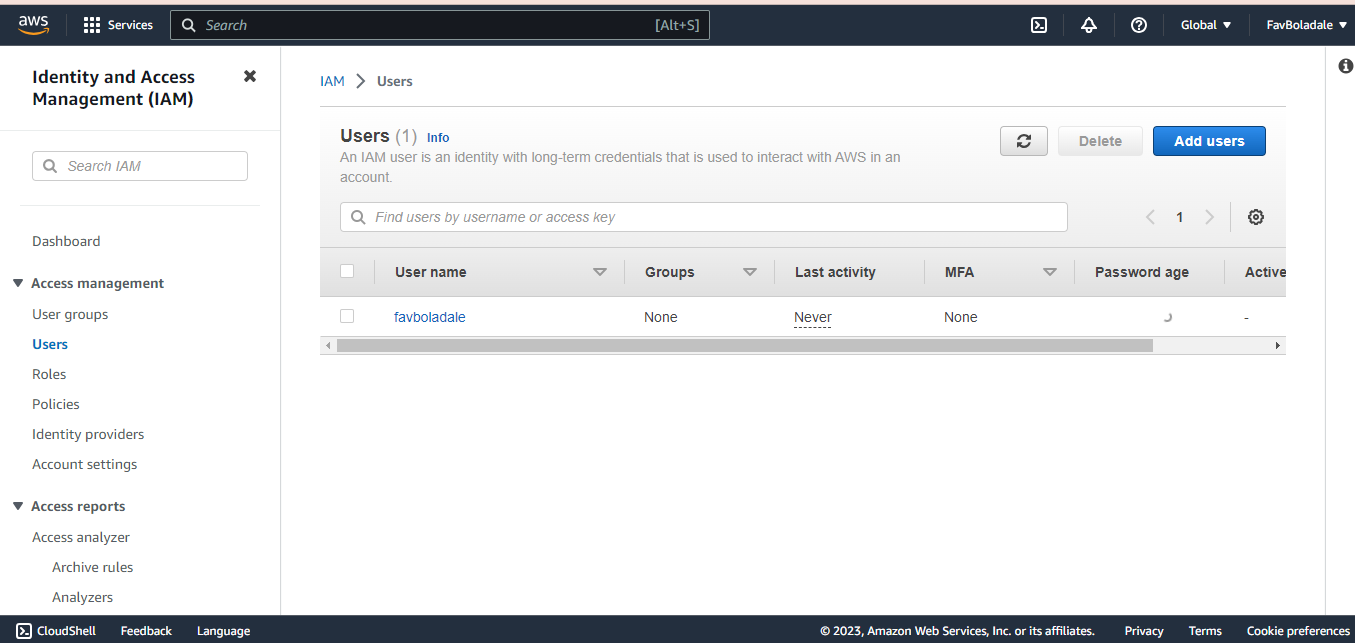 aws
Services
Search
[Alt+S]
Global
FavBoladale
Identity and Access
Management (IAM)
Search IAM
Dashboard
Access management
User groups
Users
Roles
Policies
Identity providers
Account settings
Access reports
Access analyzer
Archive rules
Analyzers
IAM
Users
Users (1) Info
An IAM user is an identity with long-term credentials that is used to interact with AWS in an
account.
Delete
Add users
Find users by username or access key
1
User name
Groups
Last activity
MFA
Password age
Active
favboladale
None
Never
None
-
CloudShell
Feedback
Language
© 2023, Amazon Web Services, Inc. or its affiliates.
Privacy
Terms
Cookie preferences